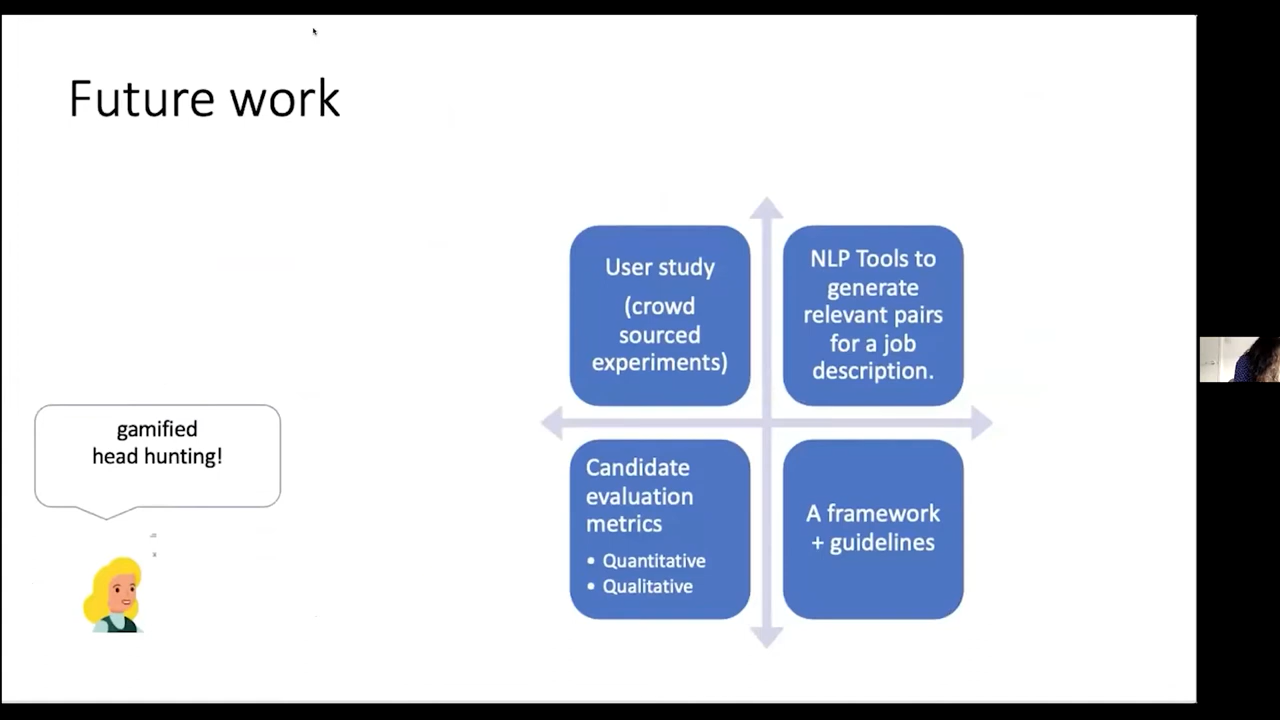 Future work
User study
(crowd
sourced
experiments)
NLP Tools to
generate
relevant pairs
for a job
description.
Candidate
evaluation
metrics
• Quantitative
• Qualitative
A framework
+ guidelines
gamified
head hunting!